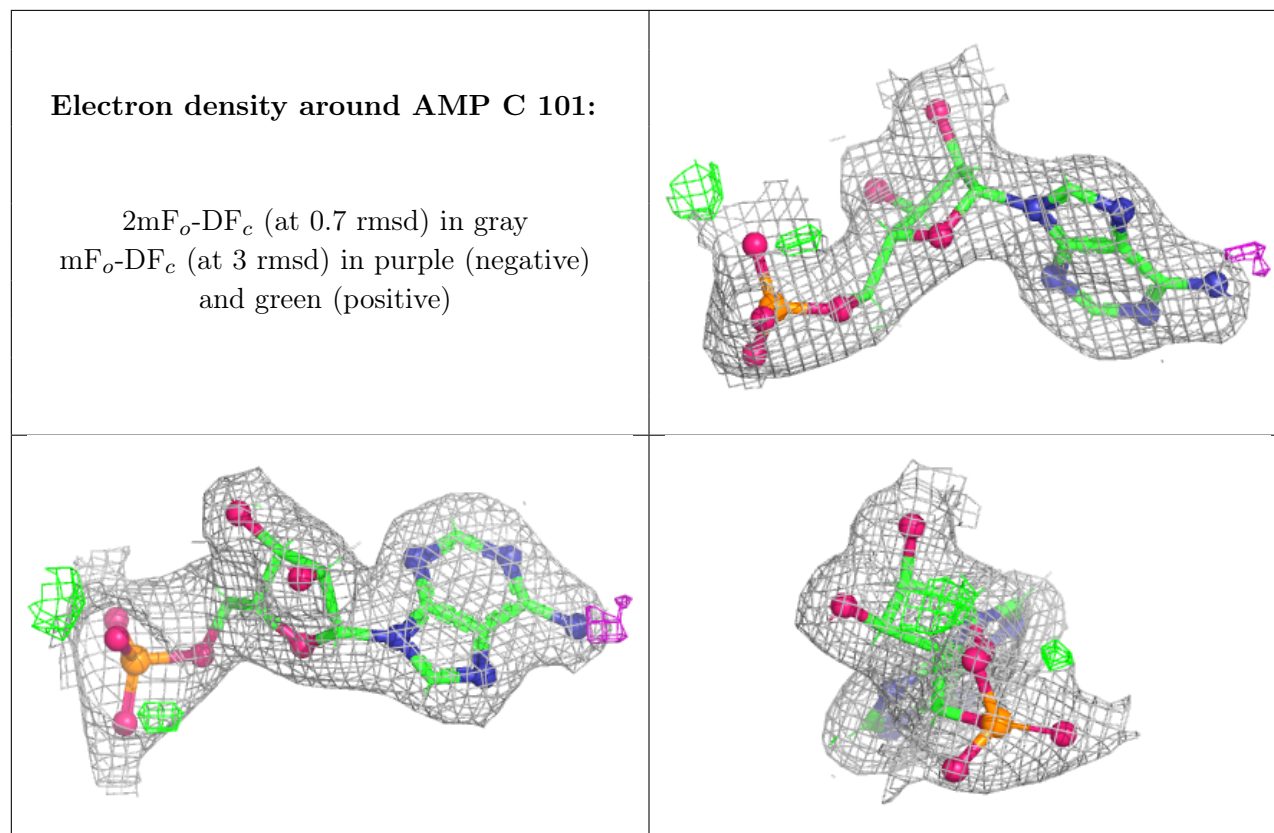 Electron density around AMP C 101:
2mFo-DFc (at 0.7 rmsd) in gray
mFo-DFc (at 3 rmsd) in purple (negative)
and green (positive)